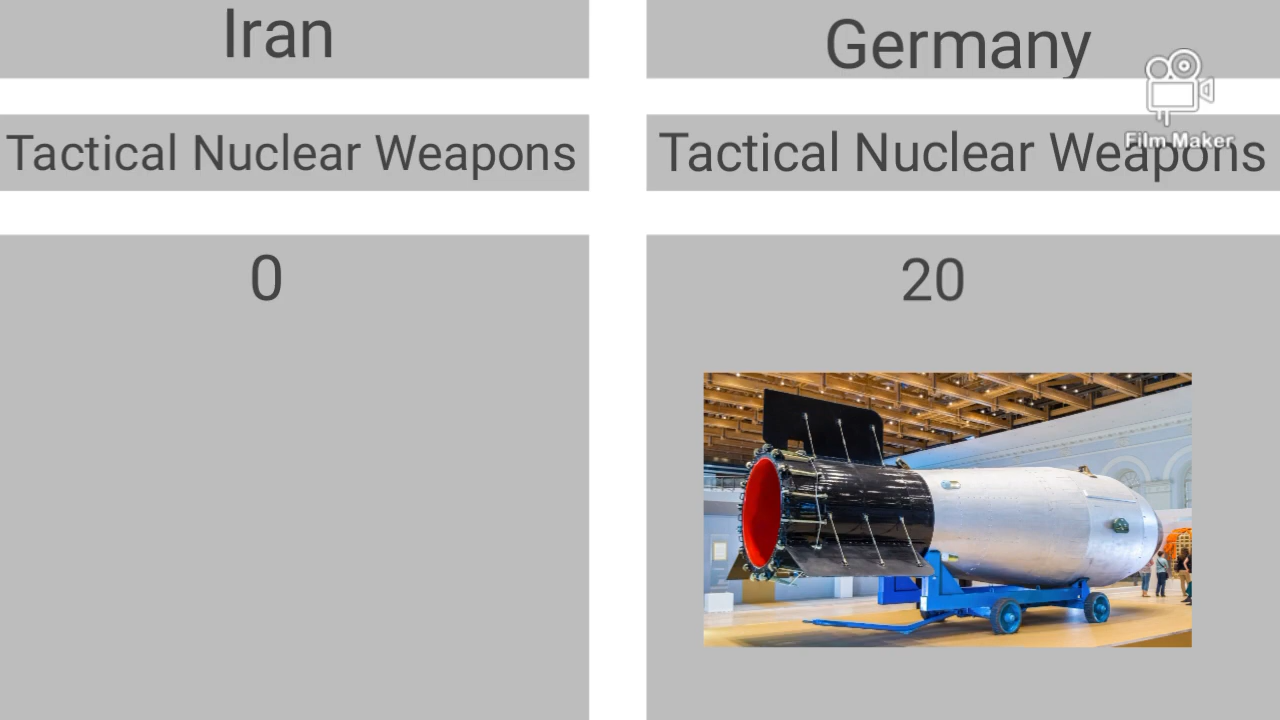 Iran
Germany
Film Maker
Tactical Nuclear Weapons
Tactical Nuclear Weapons
0
20